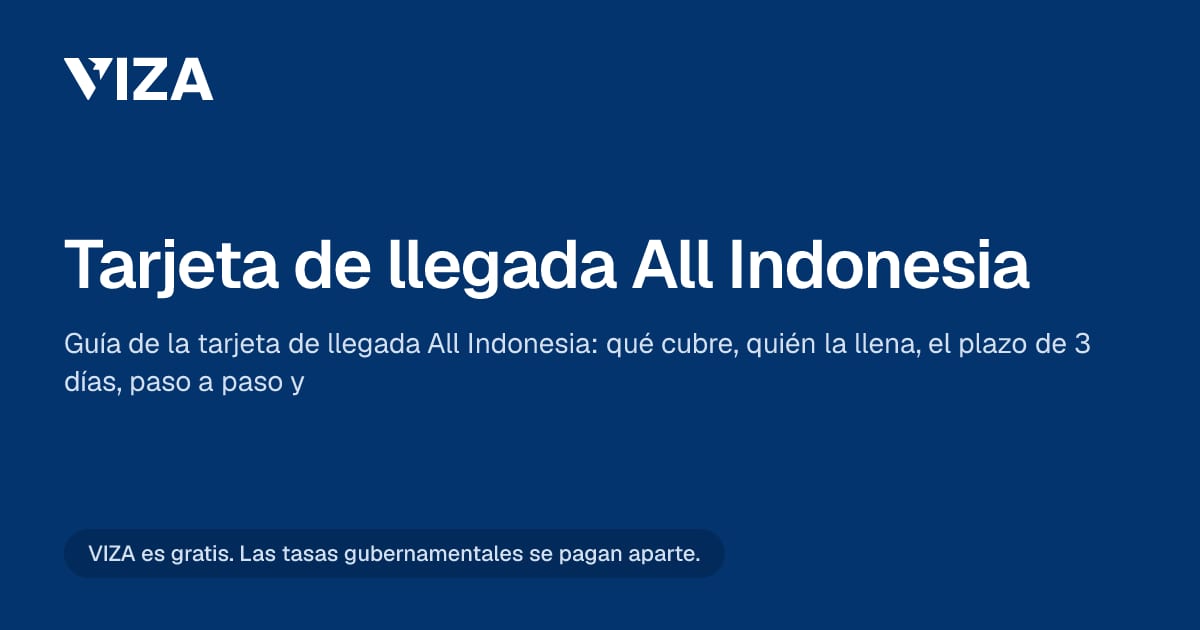 VIZA
Tarjeta de llegada All Indonesia
Guía de la tarjeta de llegada All Indonesia: qué cubre, quién la llena, el plazo de 3
días, paso a paso y
VIZA es gratis. Las tasas gubernamentales se pagan aparte.